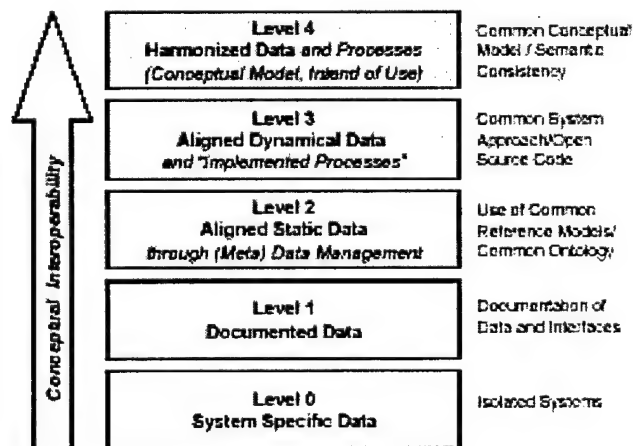 Level 4
Harmonized Data and Processes
(Conceptual Model, Intend of Use)
Common Conceptual
Model / Semantic
Consistency
Level 3
Aligned Dynamical Data
and "Implemented Processes"
Common System
Approach/Open
Source Code
Level 2
Aligned Static Data
through (Meta) Data Management
Use of Common
Reference Models/
Common Ontology
Level 1
Documented Data
Documentation of
Data and Interfaces
Level 0
System Specific Data
Isolated Systems
Conceptual Interoperability